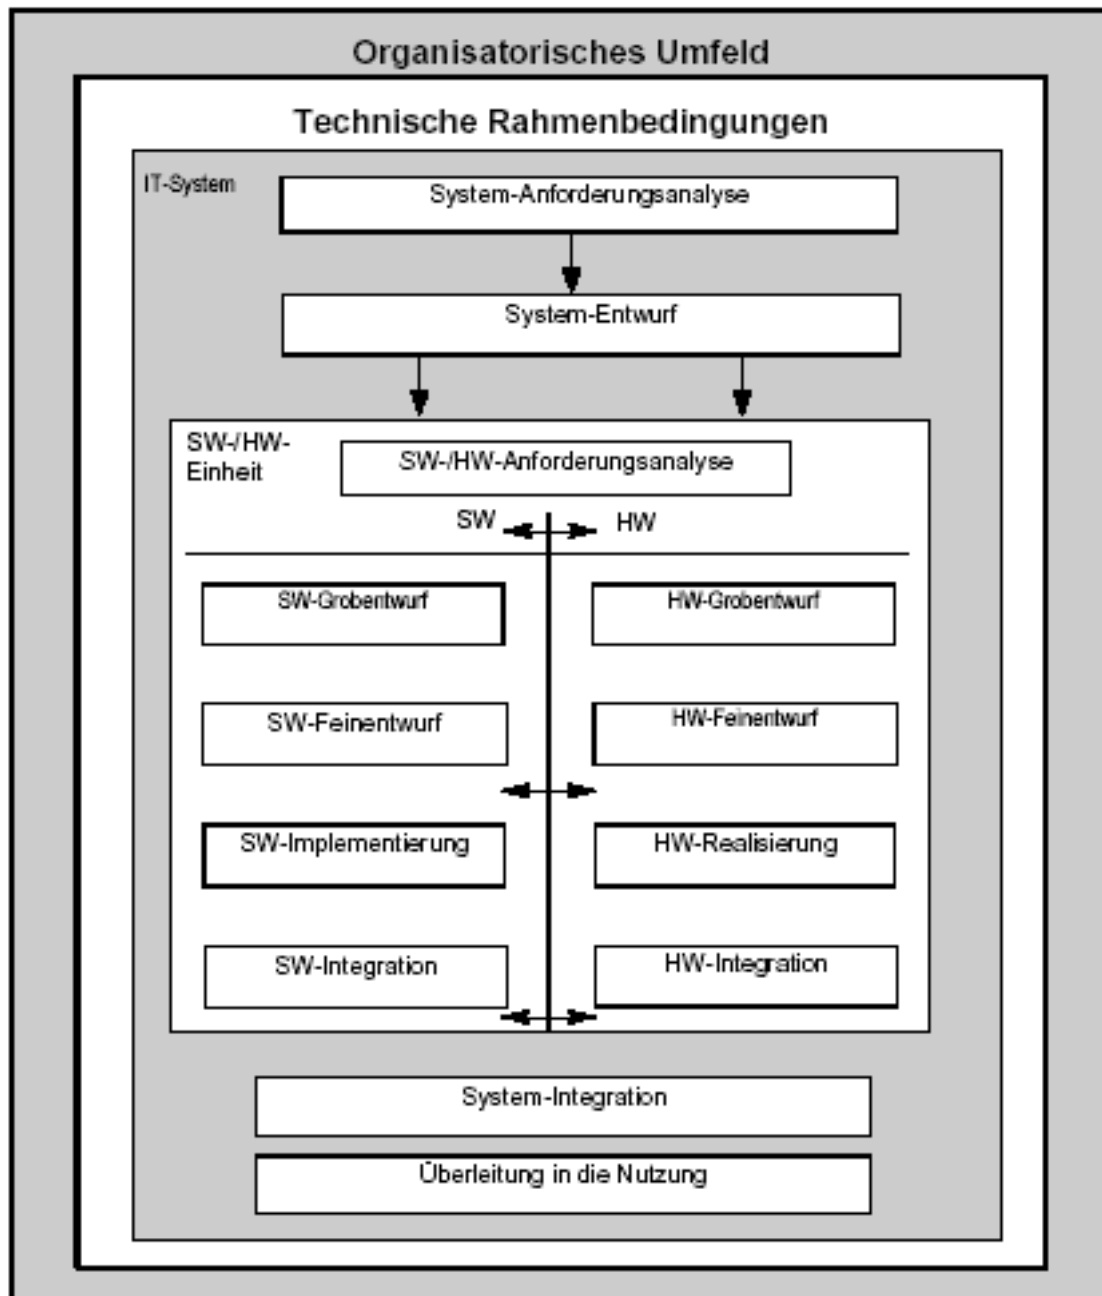 Organisatorisches Umfeld
Technische Rahmenbedingungen
IT-System
System-Anforderungsanalyse
System-Entwurf
SW-/HW-
Einheit
SW-/HW-Anforderungsanalyse
SW
HW
SW-Grobentwurf
HW-Grobentwurf
SW-Feinentwurf
HW-Feinentwurf
SW-Implementierung
HW-Realisierung
SW-Integration
HW-Integration
System-Integration
Überleitung in die Nutzung